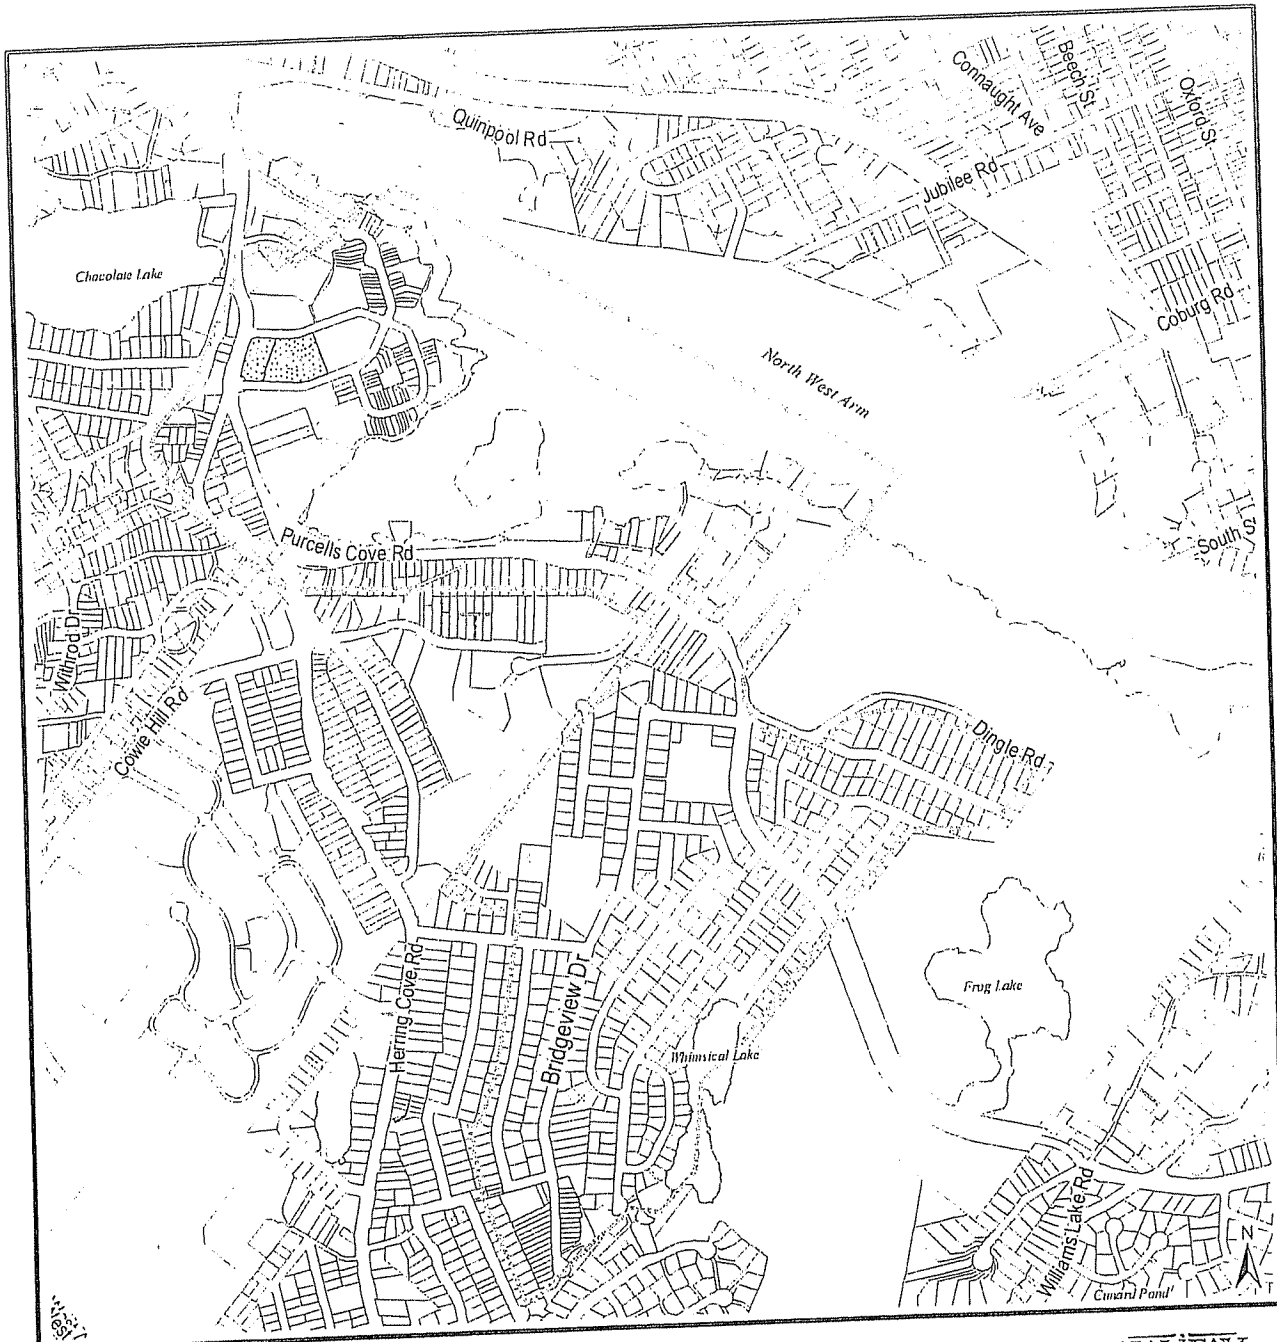 Connaught Ave
Beech St
Oxford St
Quinpool Rd
Jubilee Rd
Chocolate Lake
Coburg Rd
North West Arm
South S
Purcells Cove Rd
Withrod Dr
Cowie Hill Rd
Dingle Rd
Herring Cove Rd
Bridgeview Dr
Frog Lake
Whimsical Lake
Williams Lake Rd
N
Cunard Pond